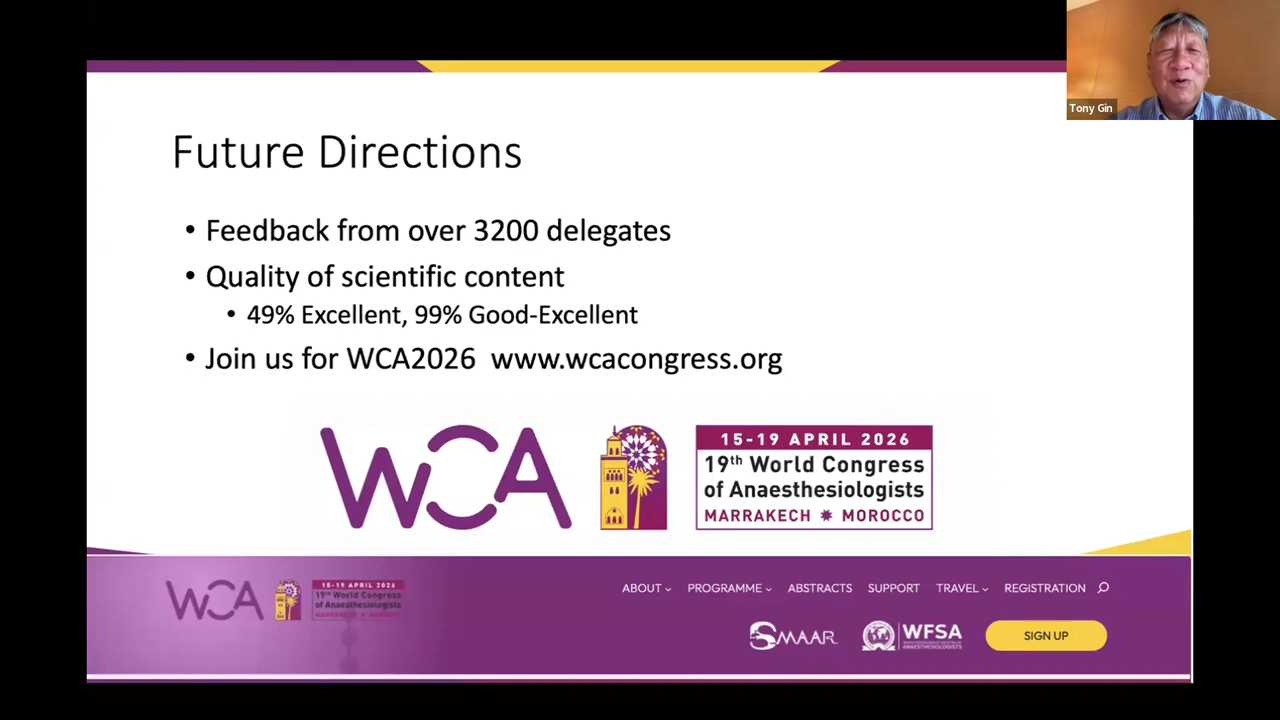 Tony Gin
Future Directions
• Feedback from over 3200 delegates
• Quality of scientific content
• 49% Excellent, 99% Good-Excellent
• Join us for WCA2026 www.wcacongress.org
WCA
15-19 APRIL 2026
19th World Congress
of Anaesthesiologists
MARRAKECH ✷ MOROCCO
WCA
15-19 APRIL 2026
19th World Congress
of Anaesthesiologists
MARRAKECH ✷ MOROCCO
ABOUT PROGRAMME ABSTRACTS SUPPORT TRAVEL REGISTRATION
SMAAR
WFSA
SIGN UP